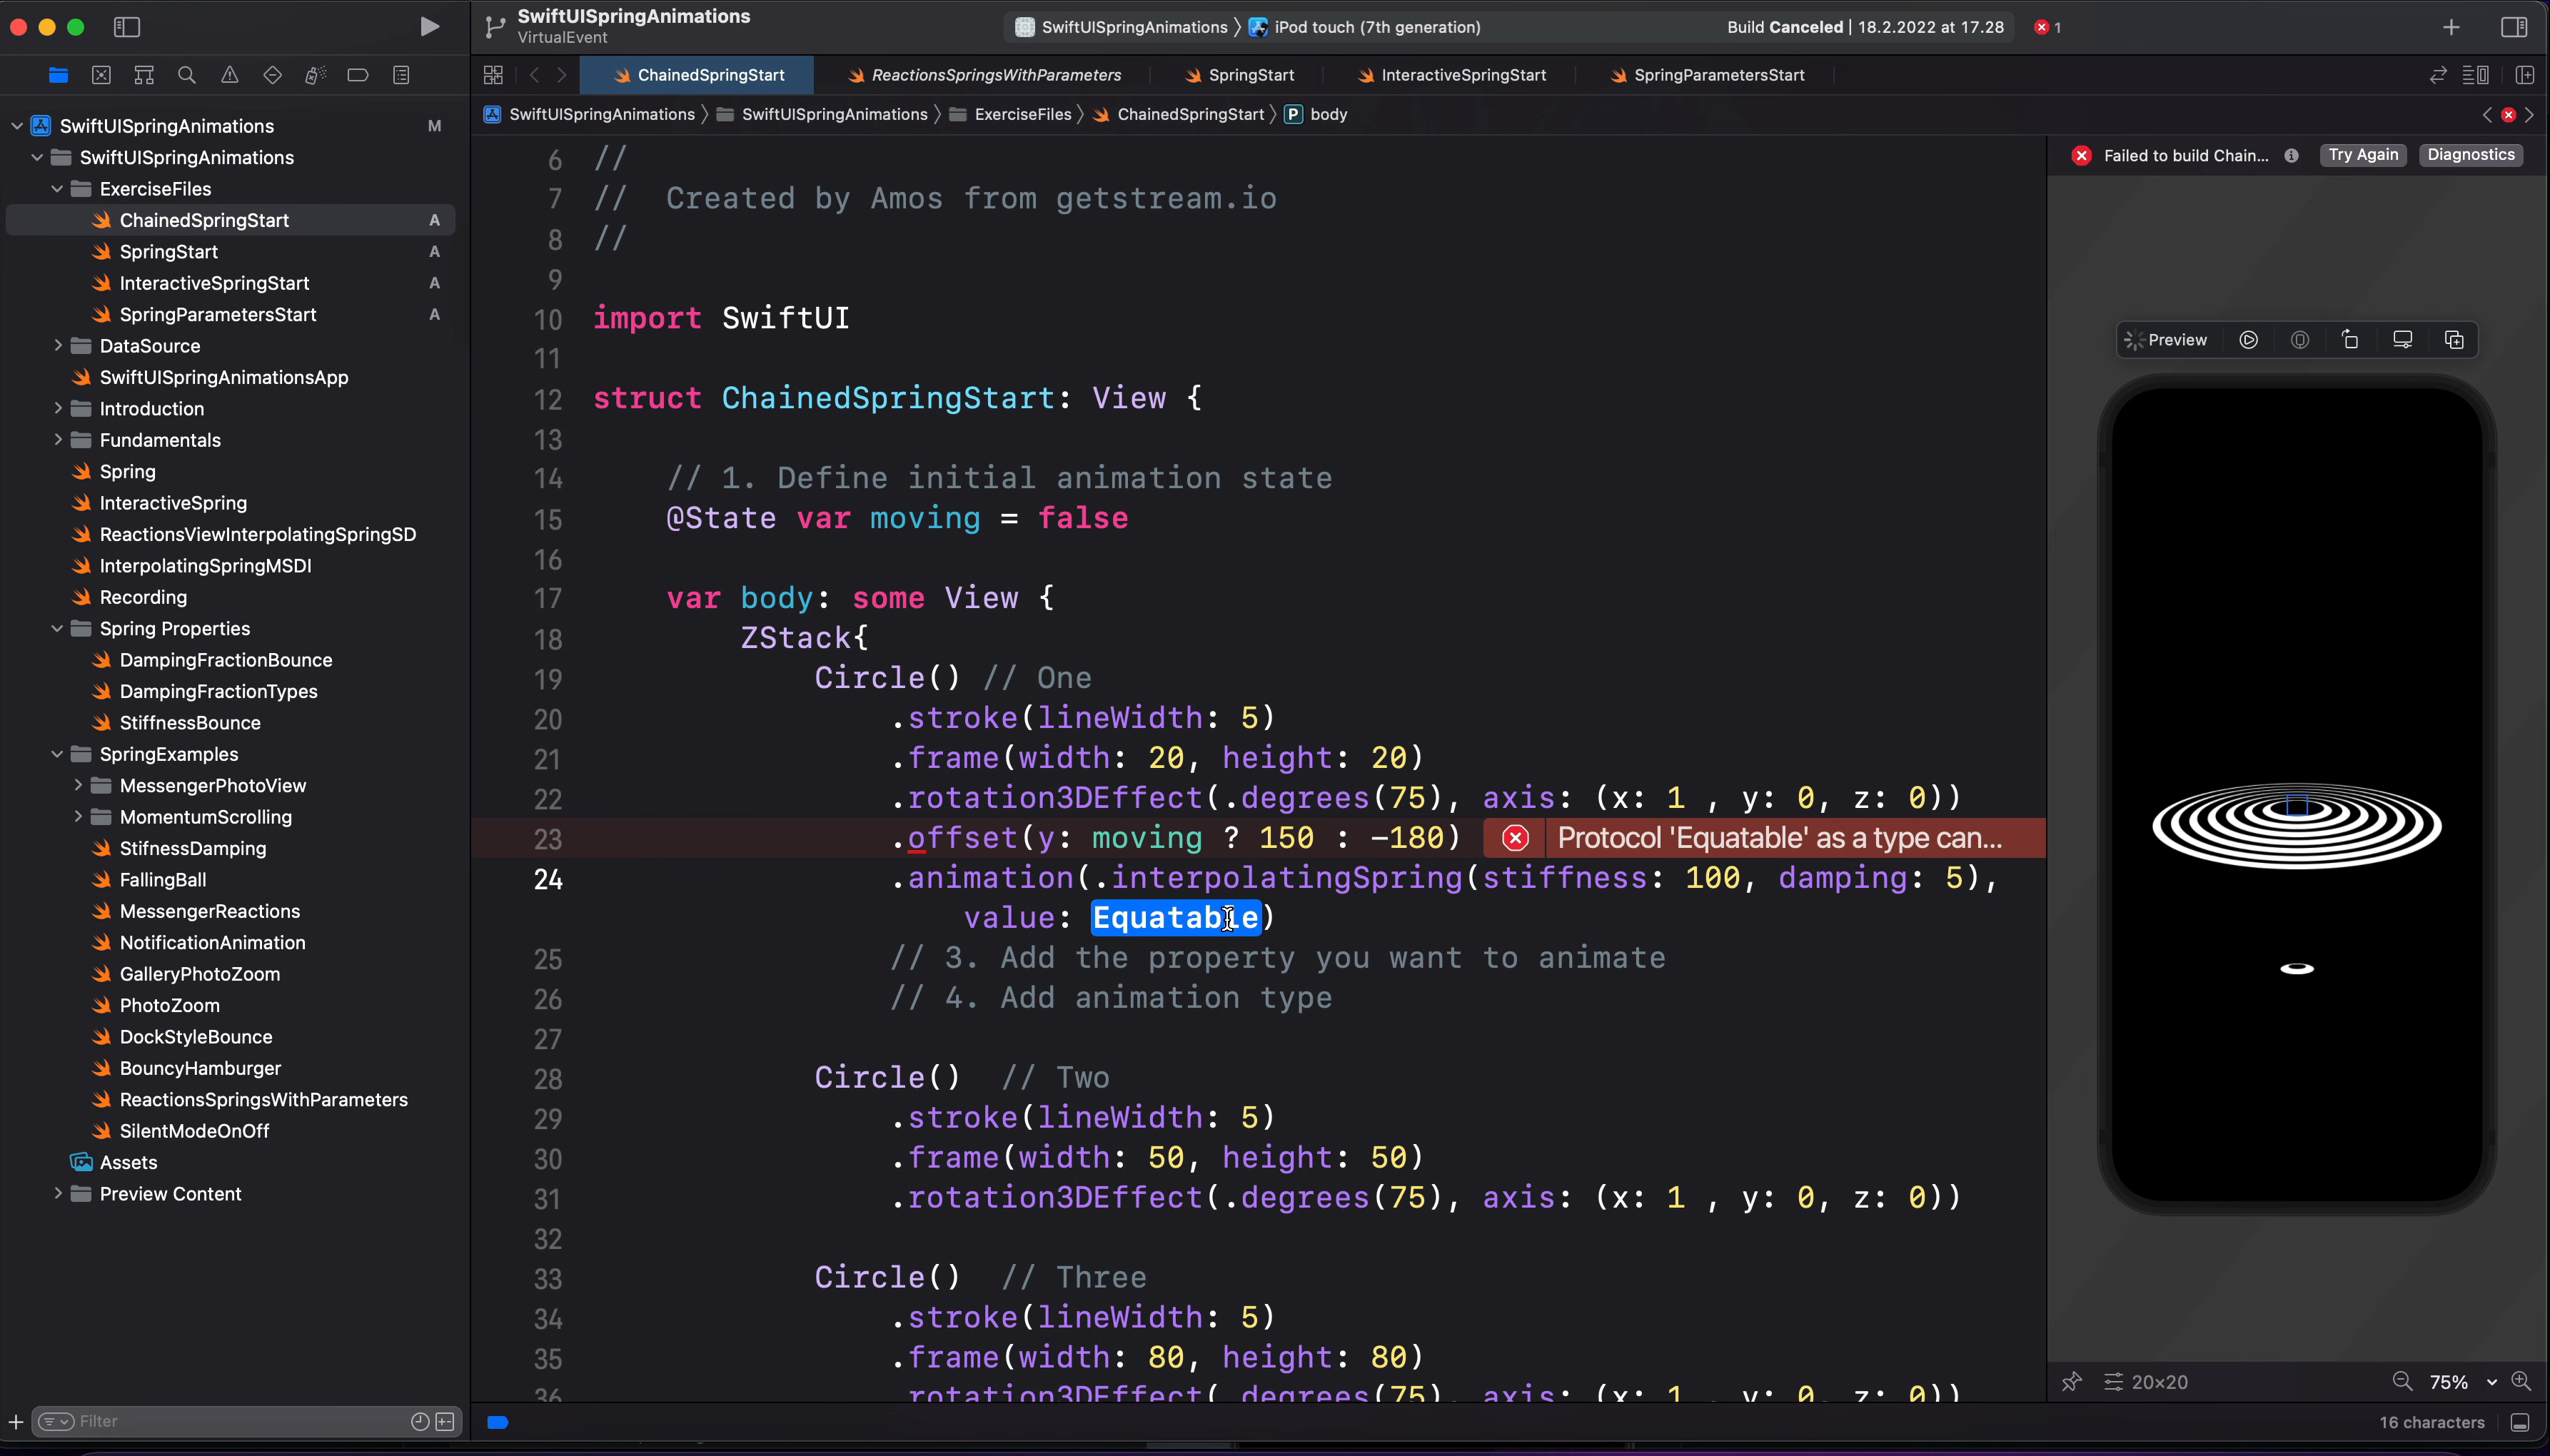 SwiftUISpringAnimations
VirtualEvent
SwiftUISpringAnimations
iPod touch (7th generation)
Build Canceled | 18.2.2022 at 17.28
1
ChainedSpringStart
ReactionsSpringsWithParameters
SpringStart
InteractiveSpringStart
SpringParametersStart
SwiftUISpringAnimations
SwiftUISpringAnimations
ExerciseFiles
ChainedSpringStart
P
body
SwiftUISpringAnimations M
SwiftUISpringAnimations
ExerciseFiles
ChainedSpringStart A
SpringStart A
InteractiveSpringStart A
SpringParametersStart A
DataSource
SwiftUISpringAnimationsApp
Introduction
Fundamentals
Spring
InteractiveSpring
ReactionsViewInterpolatingSpringSD
InterpolatingSpringMSDI
Recording
Spring Properties
DampingFractionBounce
DampingFractionTypes
StiffnessBounce
SpringExamples
MessengerPhotoView
MomentumScrolling
StifnessDamping
FallingBall
MessengerReactions
NotificationAnimation
GalleryPhotoZoom
PhotoZoom
DockStyleBounce
BouncyHamburger
ReactionsSpringsWithParameters
SilentModeOnOff
Assets
Preview Content
Filter
6 //
7 // Created by Amos from getstream.io
8 //
9
10 import SwiftUI
11
12 struct ChainedSpringStart: View {
13
14 // 1. Define initial animation state
15 @State var moving = false
16
17 var body: some View {
18 ZStack{
19 Circle() // One
20 .stroke(lineWidth: 5)
21 .frame(width: 20, height: 20)
22 .rotation3DEffect(.degrees(75), axis: (x: 1 , y: 0, z: 0))
23 .offset(y: moving ? 150 : -180) Protocol 'Equatable' as a type can...
24 .animation(.interpolatingSpring(stiffness: 100, damping: 5),
value: Equatable)
25 // 3. Add the property you want to animate
26 // 4. Add animation type
27
28 Circle() // Two
29 .stroke(lineWidth: 5)
30 .frame(width: 50, height: 50)
31 .rotation3DEffect(.degrees(75), axis: (x: 1 , y: 0, z: 0))
32
33 Circle() // Three
34 .stroke(lineWidth: 5)
35 .frame(width: 80, height: 80)
36 .rotation3DEffect(.degrees(75), axis: (x: 1 , y: 0, z: 0))
Failed to build Chain...
Try Again
Diagnostics
Preview
20×20
75%
16 characters